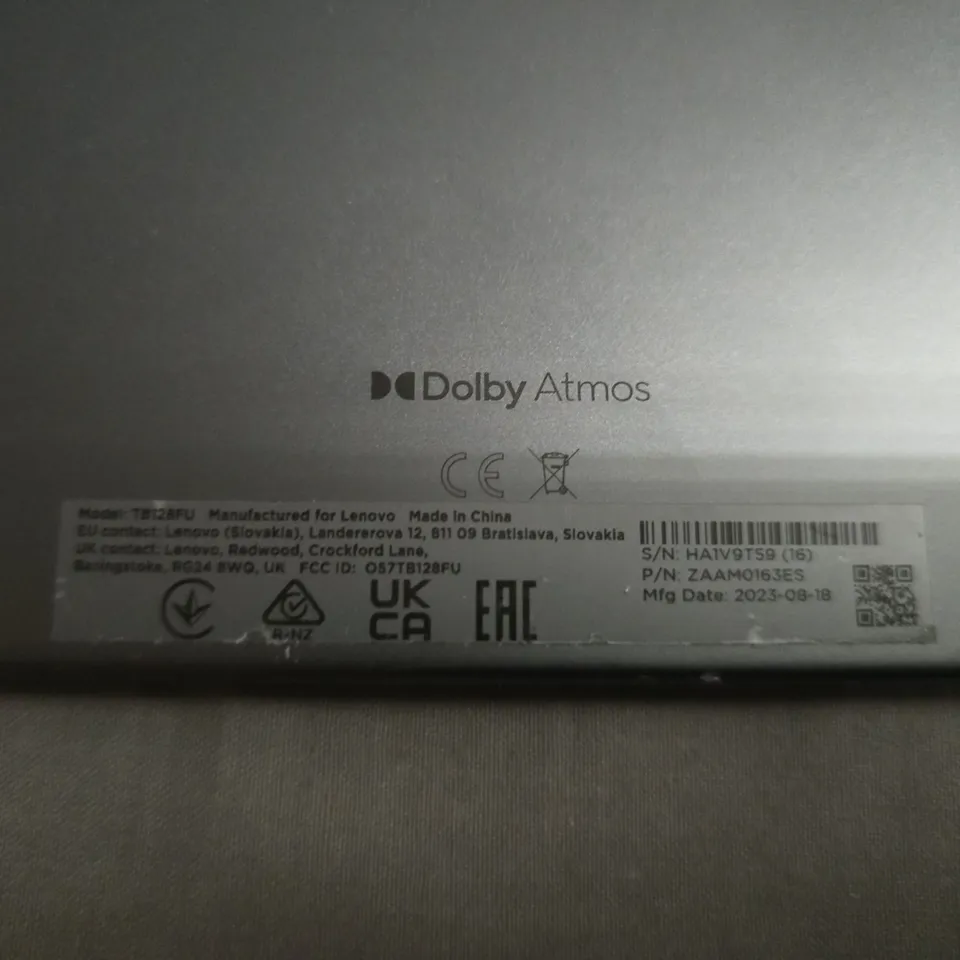 Dolby Atmos
CE
Model: TB128FU Manufactured for Lenovo Made in China
EU contact: Lenovo (Slovakia), Landererova 12, 811 09 Bratislava, Slovakia
UK contact: Lenovo, Redwood, Crockford Lane,
Basingstoke, RG24 8WQ, UK FCC ID: O57TB128FU
R-NZ
UK
CA
EAC
S/N: HA1V9T59 (16)
P/N: ZAAM0163ES
Mfg Date: 2023-08-18